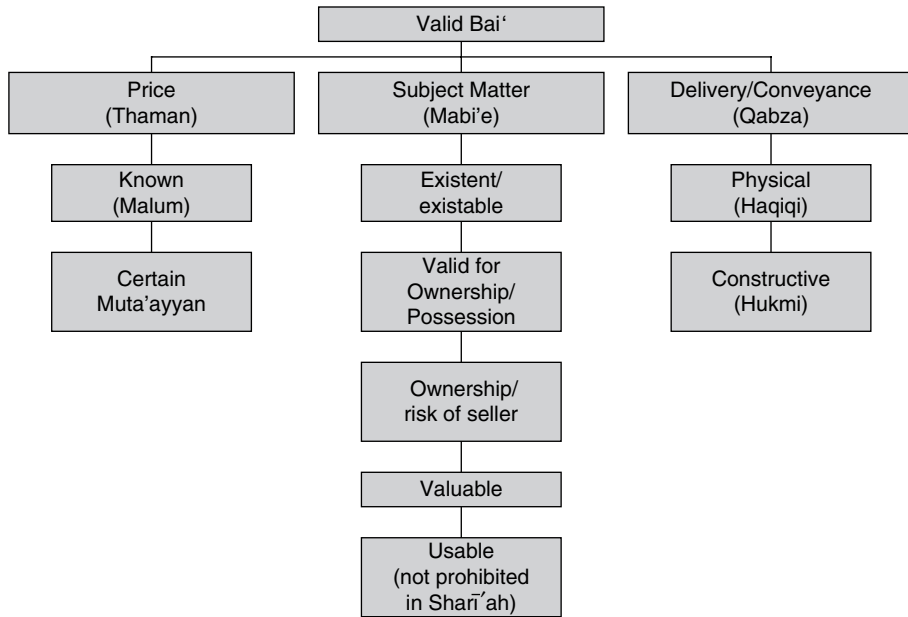 Valid Bai‘
Price
(Thaman)
Subject Matter
(Mabi’e)
Delivery/Conveyance
(Qabza)
Known
(Malum)
Existent/
existable
Physical
(Haqiqi)
Certain
Muta’ayyan
Valid for
Ownership/
Possession
Constructive
(Hukmi)
Ownership/
risk of seller
Valuable
Usable
(not prohibited
in Sharī‘ah)